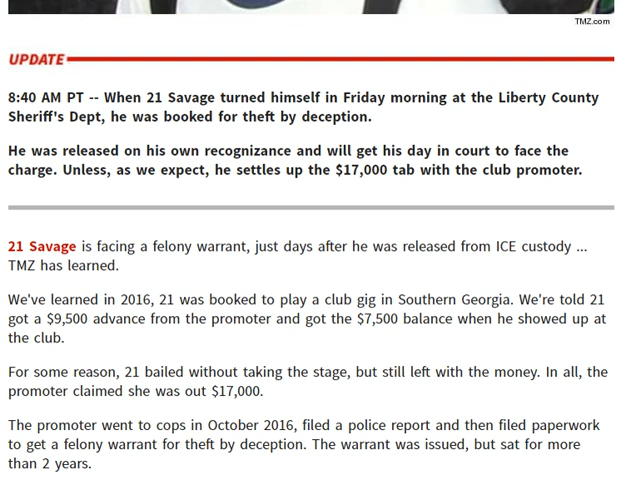 TMZ.com
UPDATE
8:40 AM PT -- When 21 Savage turned himself in Friday morning at the Liberty County
Sheriff's Dept, he was booked for theft by deception.
He was released on his own recognizance and will get his day in court to face the
charge. Unless, as we expect, he settles up the $17,000 tab with the club promoter.
21 Savage is facing a felony warrant, just days after he was released from ICE custody ...
TMZ has learned.
We've learned in 2016, 21 was booked to play a club gig in Southern Georgia. We're told 21
got a $9,500 advance from the promoter and got the $7,500 balance when he showed up at
the club.
For some reason, 21 bailed without taking the stage, but still left with the money. In all, the
promoter claimed she was out $17,000.
The promoter went to cops in October 2016, filed a police report and then filed paperwork
to get a felony warrant for theft by deception. The warrant was issued, but sat for more
than 2 years.